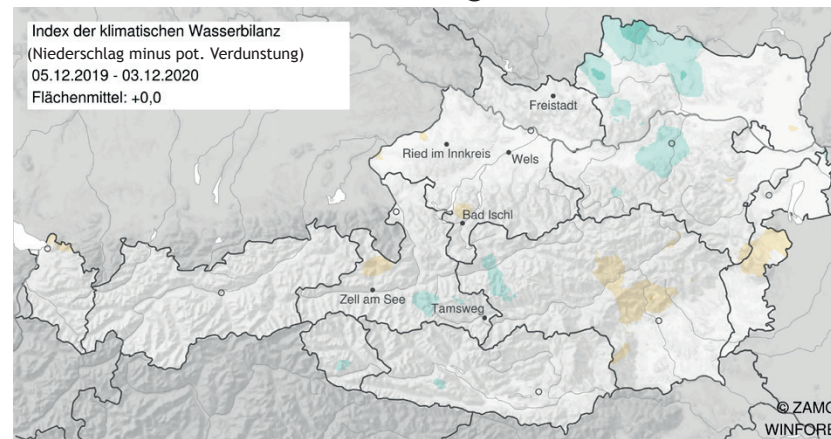 Index der klimatischen Wasserbilanz
(Niederschlag minus pot. Verdunstung)
05.12.2019 - 03.12.2020
Flächenmittel: +0,0
Freistadt
Ried im Innkreis
Wels
Bad Ischl
Zell am See
Tamsweg
© ZAMG
WINFORE